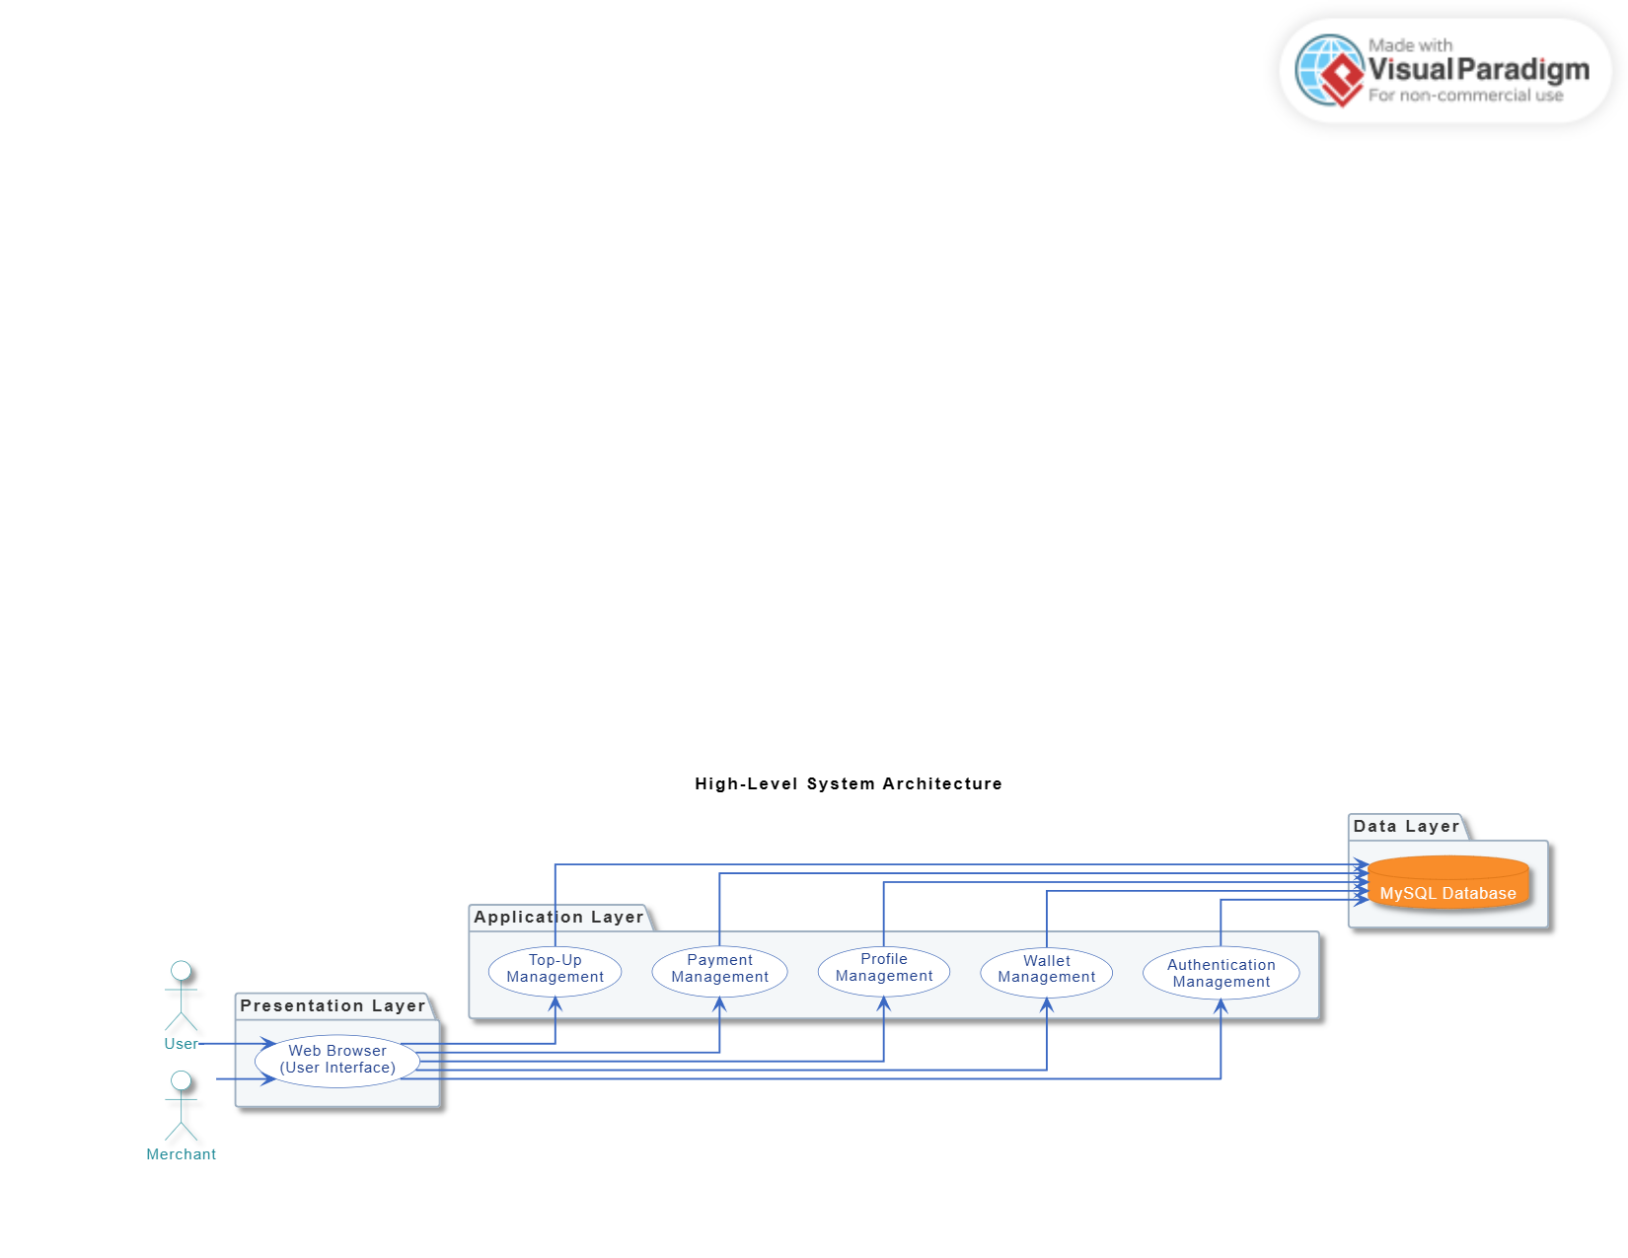 Made with
Visual Paradigm
For non-commercial use
High-Level System Architecture
Data Layer
MySQL Database
Application Layer
Top-Up
Management
Payment
Management
Profile
Management
Wallet
Management
Authentication
Management
Presentation Layer
Web Browser
(User Interface)
User
Merchant